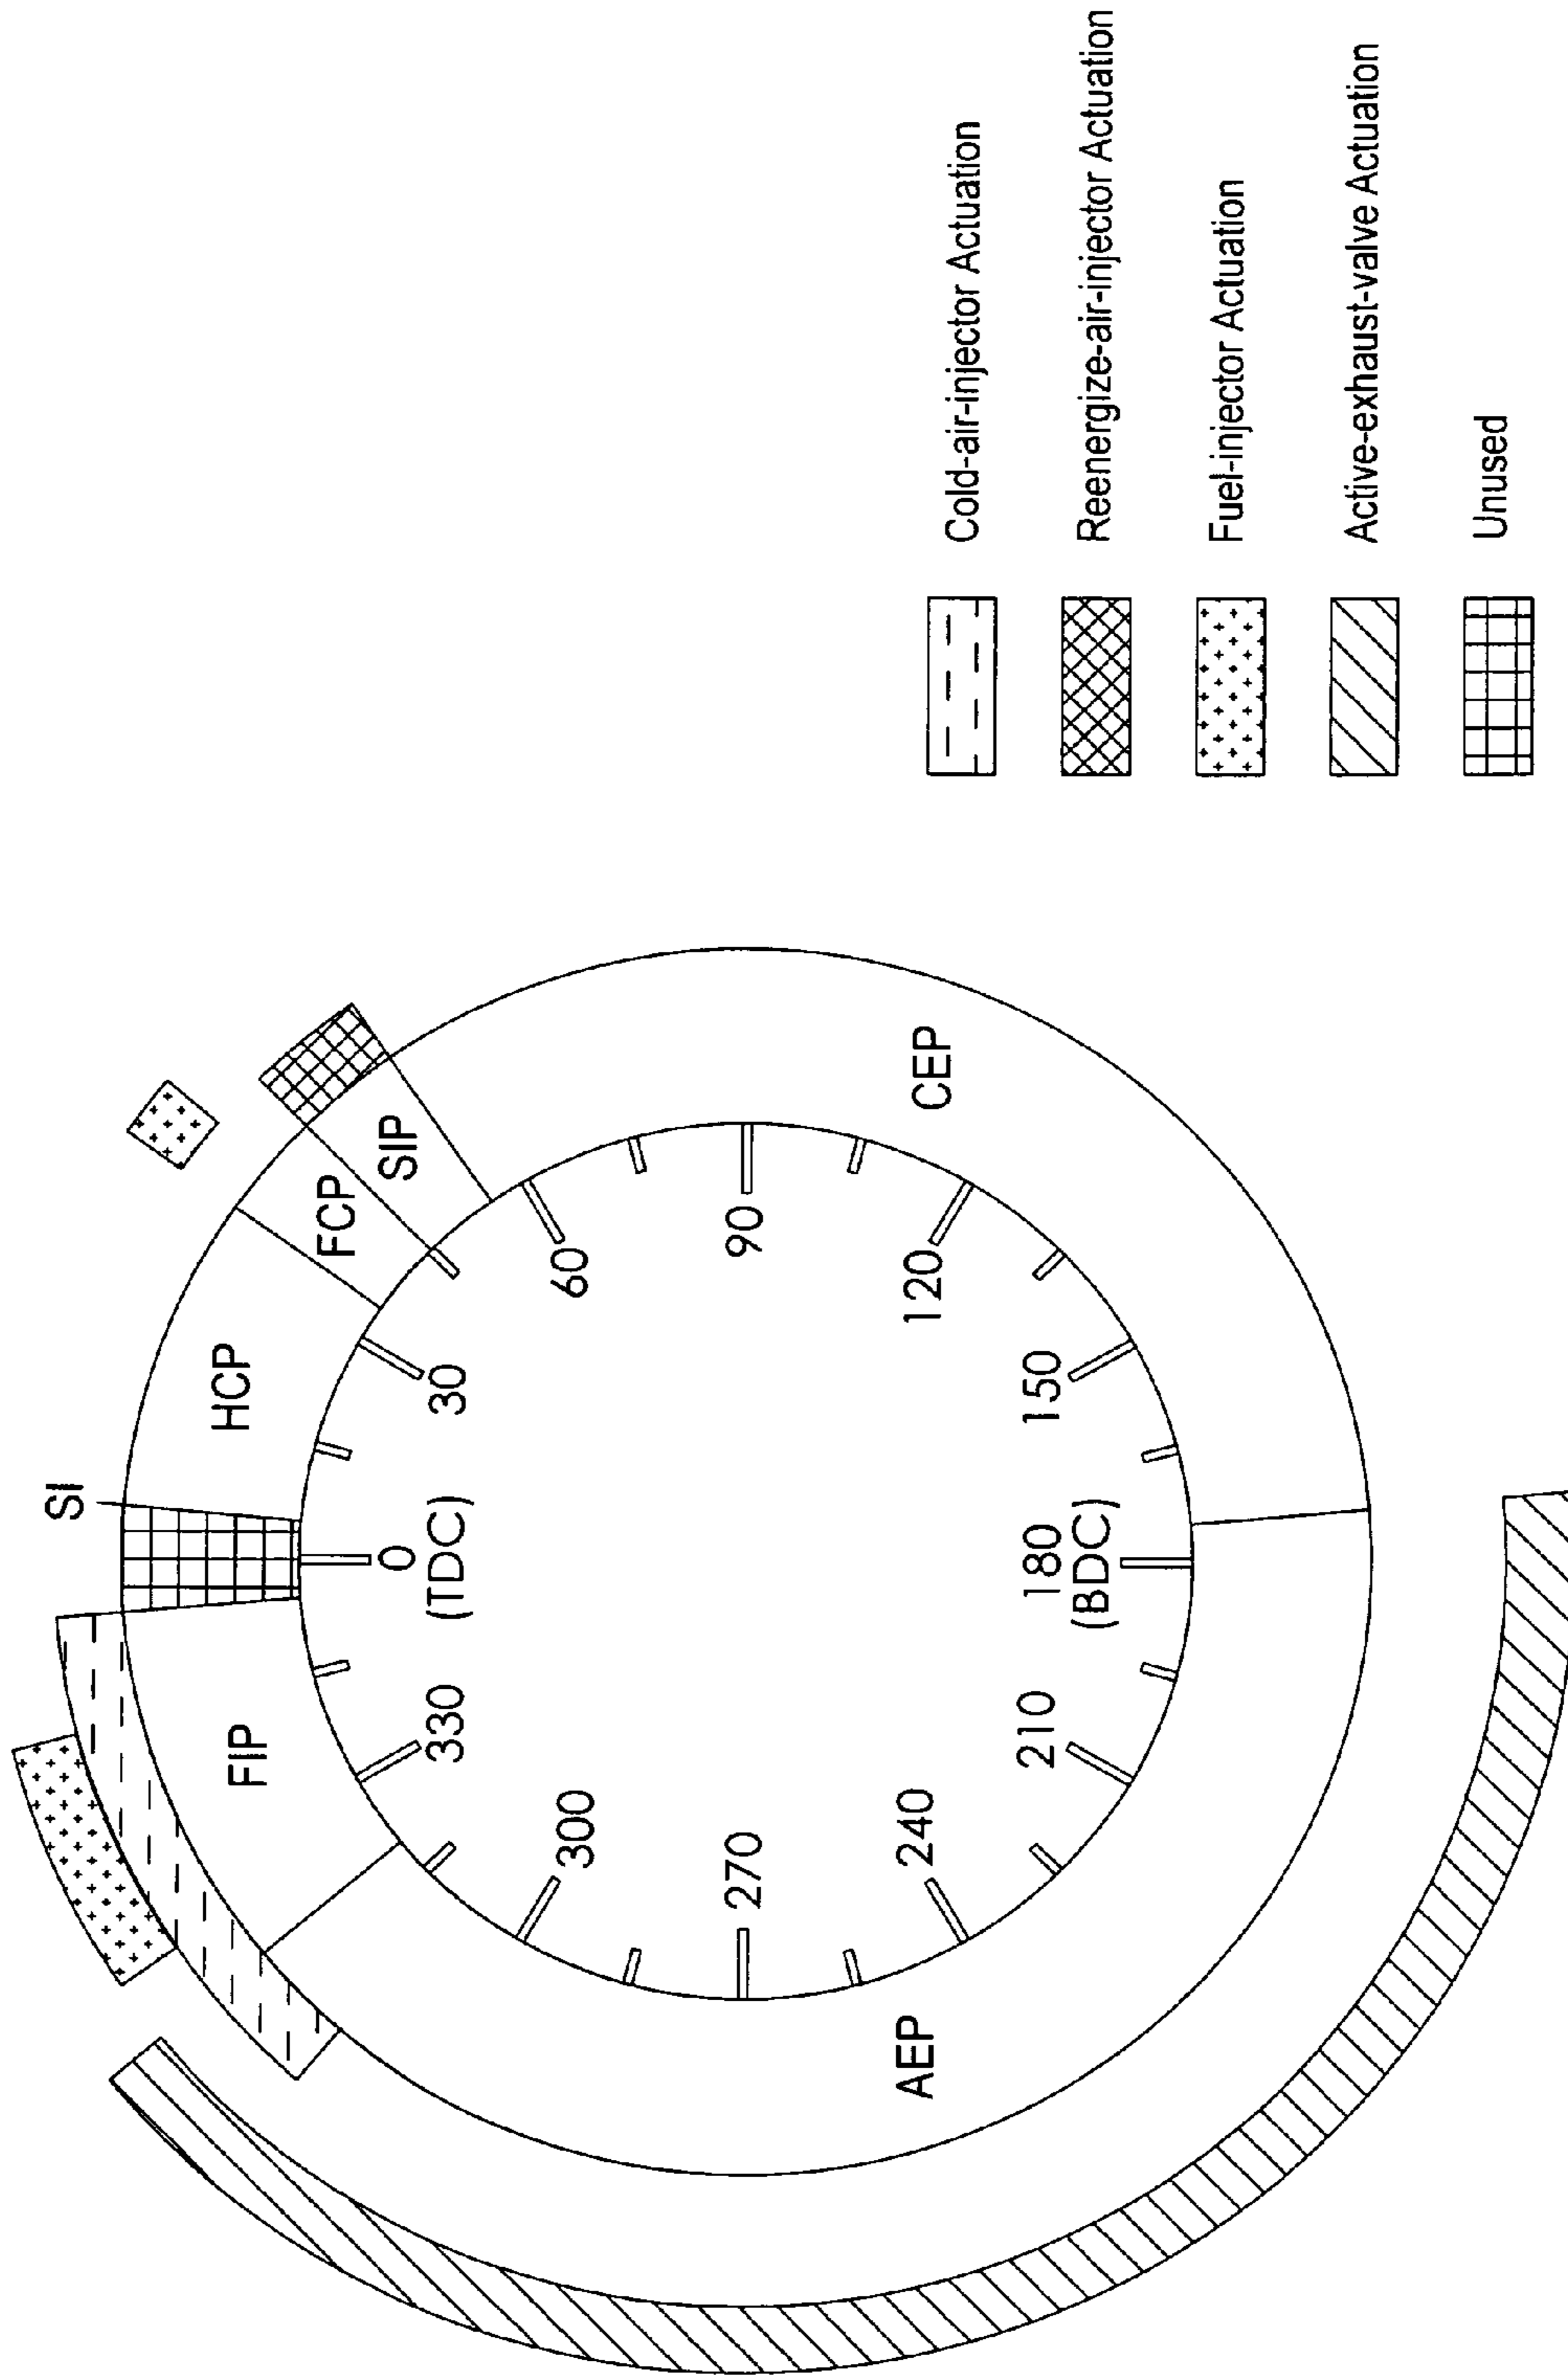 SI
FIP
HCP
FCP
SIP
CEP
AEP
0
(TDC)
30
60
90
120
150
180
(BDC)
210
240
270
300
330
Cold-air-injector Actuation
Reenergize-air-injector Actuation
Fuel-injector Actuation
Active-exhaust-valve Actuation
Unused